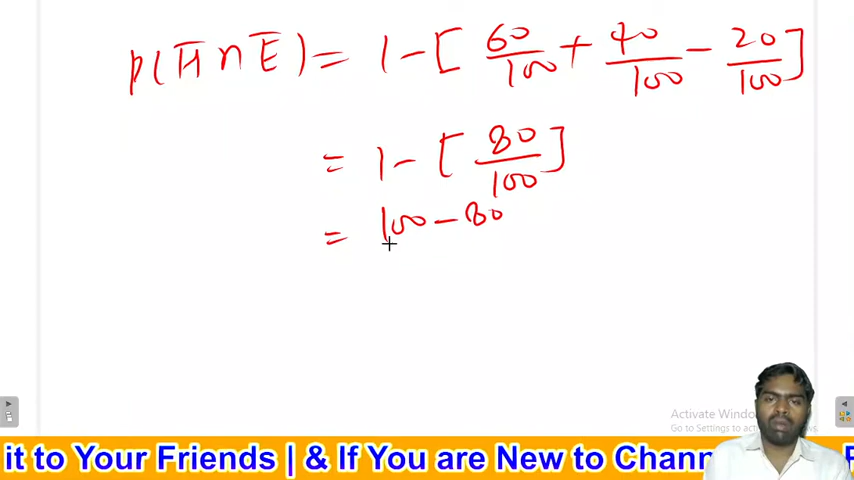 p(H̅ ∩ E̅) = 1 - [ 60/100 + 40/100 - 20/100 ]
= 1 - [ 80/100 ]
= 100 - 80
Activate Windo
Go to Settings to activ
it to Your Friends | & If You are New to Chann